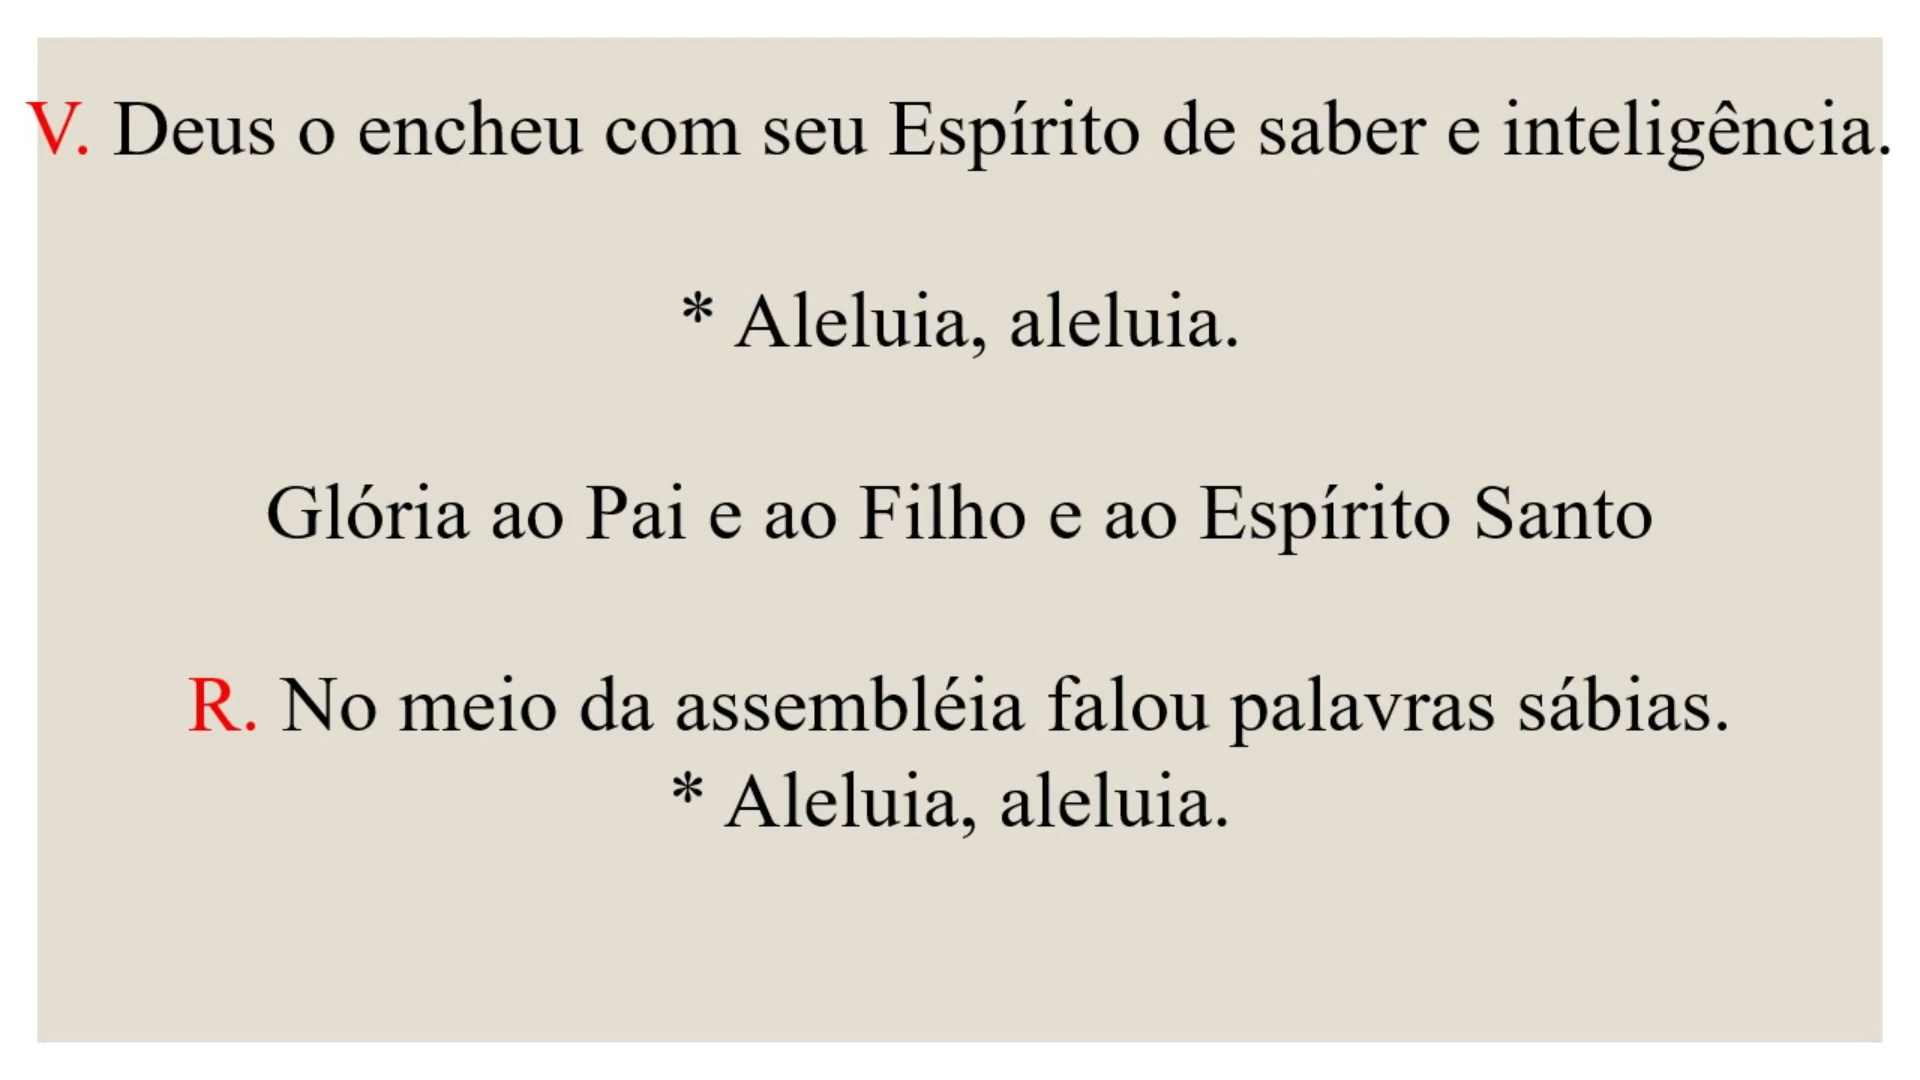 V. Deus o encheu com seu Espírito de saber e inteligência.
* Aleluia, aleluia.
Glória ao Pai e ao Filho e ao Espírito Santo
R. No meio da assembléia falou palavras sábias.
* Aleluia, aleluia.